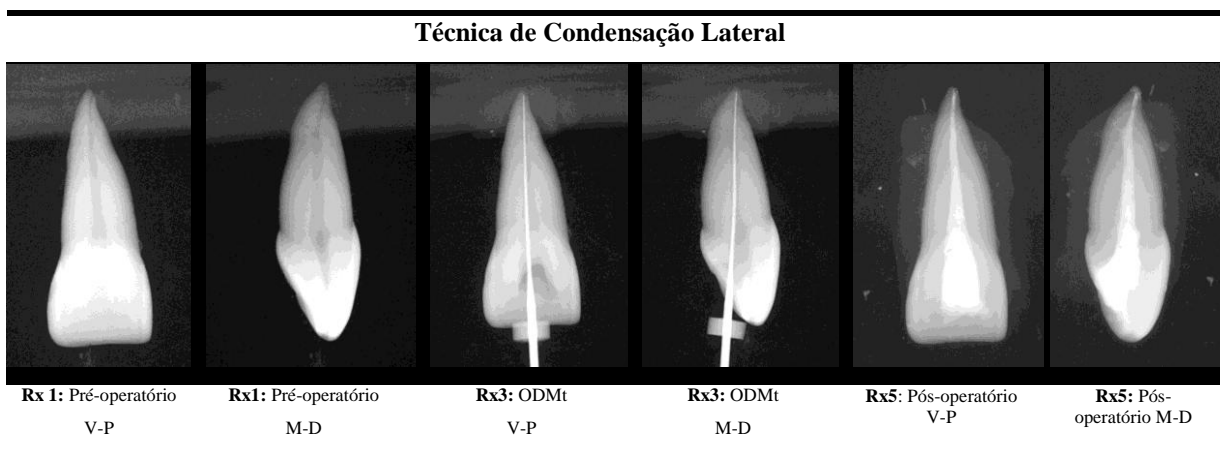 Técnica de Condensação Lateral
Rx 1: Pré-operatório
V-P
Rx1: Pré-operatório
M-D
Rx3: ODMt
V-P
Rx3: ODMt
M-D
Rx5: Pós-operatório
V-P
Rx5: Pós-
operatório M-D